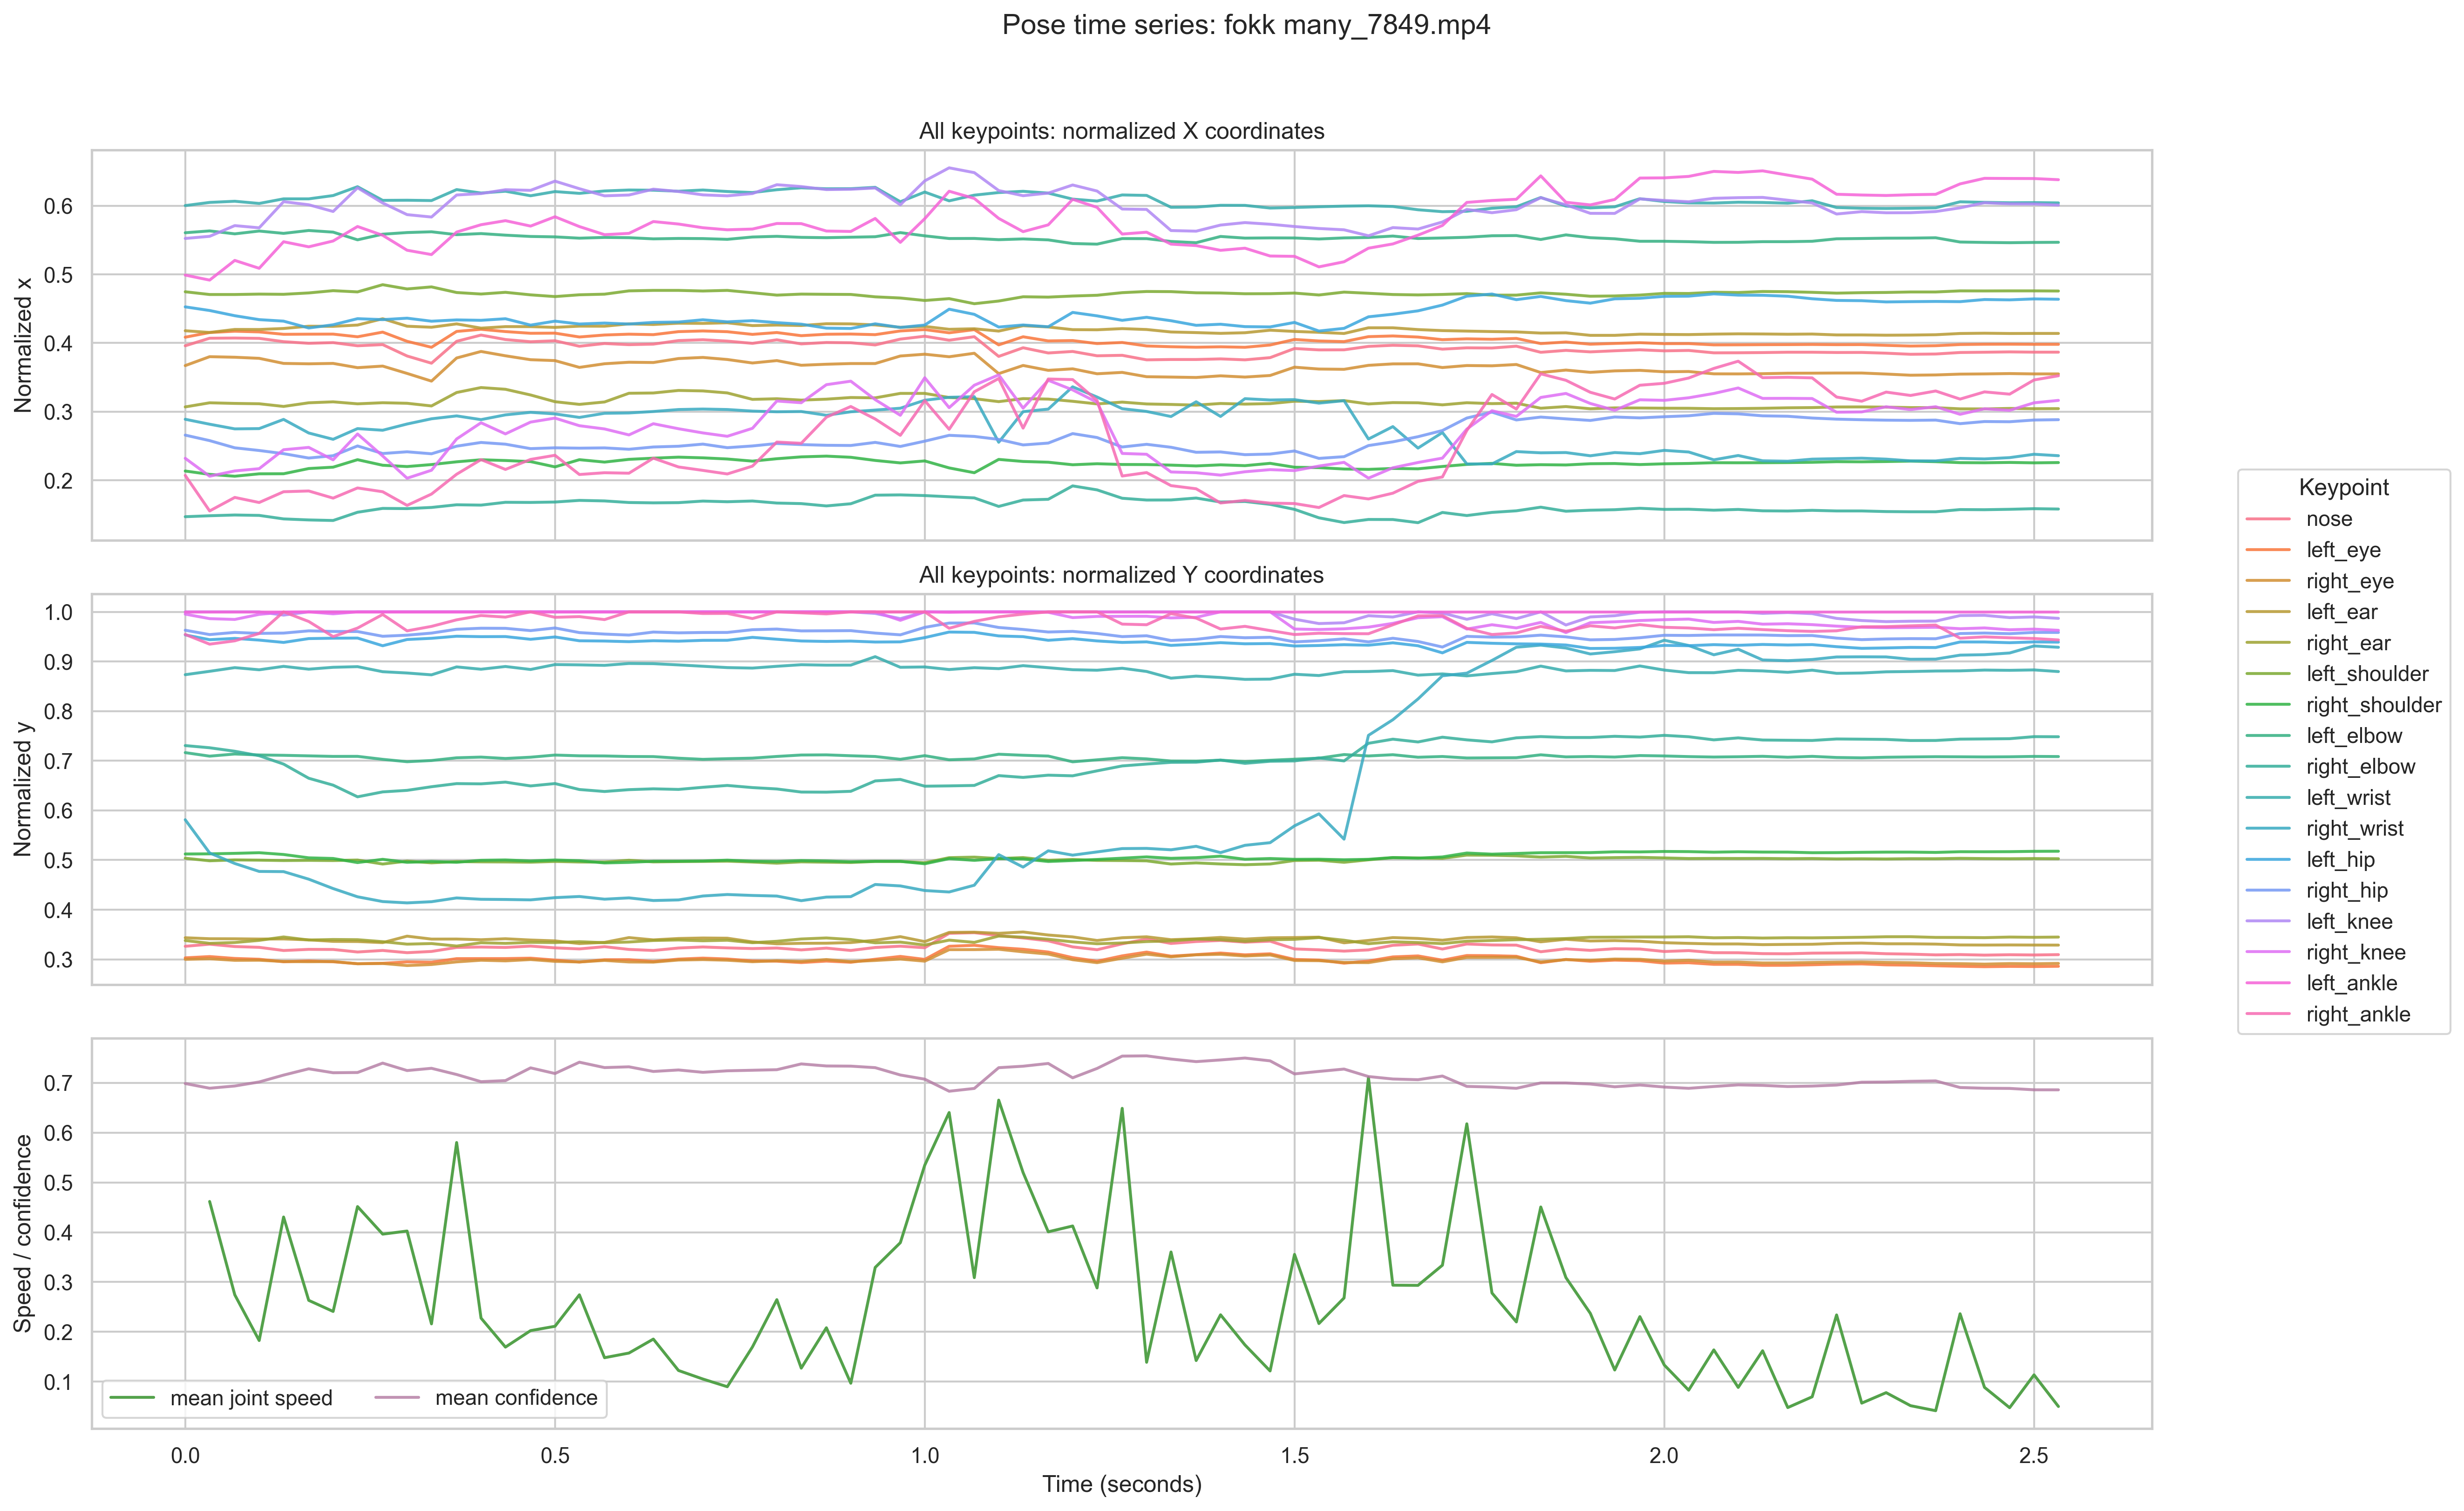 Pose time series: fokk many_7849.mp4
All keypoints: normalized X coordinates
Normalized x
0.6
0.5
0.4
0.3
0.2
All keypoints: normalized Y coordinates
Normalized y
1.0
0.9
0.8
0.7
0.6
0.5
0.4
0.3
Speed / confidence
0.7
0.6
0.5
0.4
0.3
0.2
0.1
mean joint speed mean confidence
0.0 0.5 1.0 1.5 2.0 2.5
Time (seconds)
Keypoint
nose
left_eye
right_eye
left_ear
right_ear
left_shoulder
right_shoulder
left_elbow
right_elbow
left_wrist
right_wrist
left_hip
right_hip
left_knee
right_knee
left_ankle
right_ankle